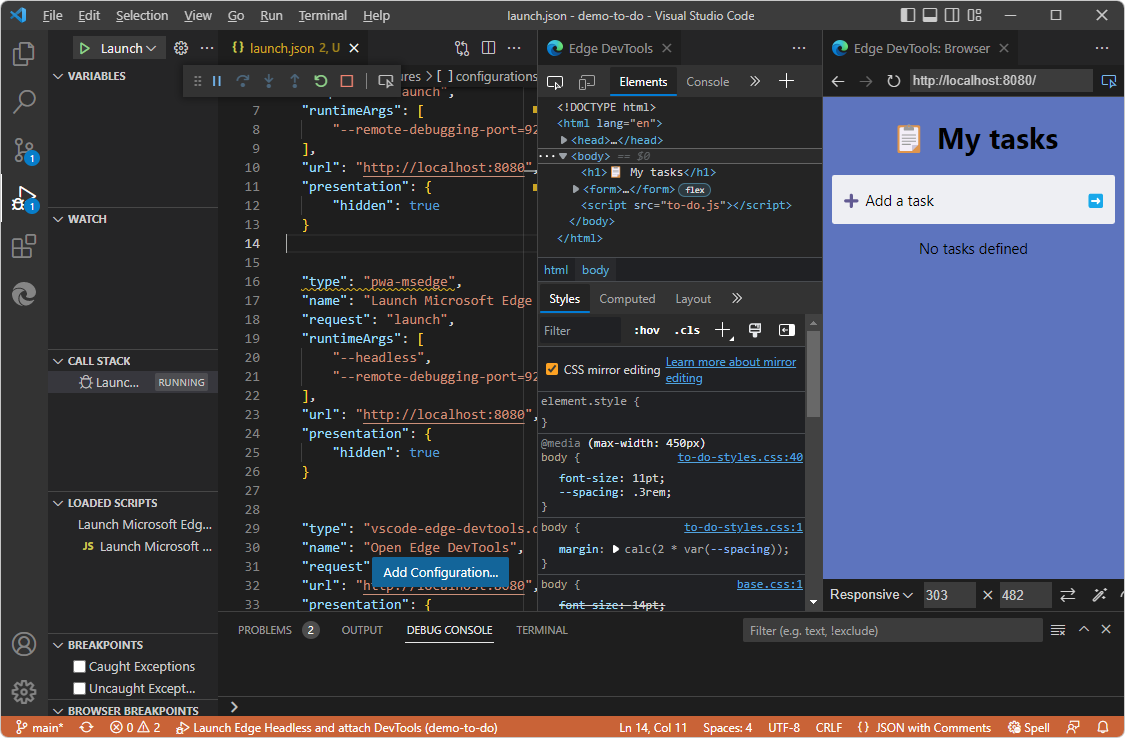 File Edit Selection View Go Run Terminal Help
launch.json - demo-to-do - Visual Studio Code
Launch
VARIABLES
WATCH
CALL STACK
Launc...
RUNNING
LOADED SCRIPTS
Launch Microsoft Edg...
JS Launch Microsoft ...
BREAKPOINTS
Caught Exceptions
Uncaught Except...
BROWSER BREAKPOINTS
1
1
{} launch.json 2, U
ures > [ ] configurations
aunch",
7 "runtimeArgs": [
8 "--remote-debugging-port=92
9 ],
10 "url": "http://localhost:8080",
11 "presentation": {
12 "hidden": true
13 }
14
15
16 "type": "pwa-msedge",
17 "name": "Launch Microsoft Edge
18 "request": "launch",
19 "runtimeArgs": [
20 "--headless",
21 "--remote-debugging-port=92
22 ],
23 "url": "http://localhost:8080",
24 "presentation": {
25 "hidden": true
26 }
27
28
29 "type": "vscode-edge-devtools.d
30 "name": "Open Edge DevTools",
31 "request"
32 "url": "http://localhost:8080",
33 "presentation": {
Add Configuration...
Edge DevTools
Elements Console
<!DOCTYPE html>
<html lang="en">
<head>…</head>
<body> == $0
<h1>📋 My tasks</h1>
<form>…</form> flex
<script src="to-do.js"></script>
</body>
</html>
html body
Styles Computed Layout
Filter :hov .cls
CSS mirror editing Learn more about mirror
editing
element.style {
}
@media (max-width: 450px)
body { to-do-styles.css:40
font-size: 11pt;
--spacing: .3rem;
}
body { to-do-styles.css:1
margin: calc(2 * var(--spacing));
}
body { base.css:1
font-size: 14pt;
Edge DevTools: Browser
http://localhost:8080/
My tasks
Add a task
No tasks defined
Responsive 303 × 482
PROBLEMS 2 OUTPUT DEBUG CONSOLE TERMINAL
Filter (e.g. text, !exclude)
main* 0 2 Launch Edge Headless and attach DevTools (demo-to-do) Ln 14, Col 11 Spaces: 4 UTF-8 CRLF {} JSON with Comments Spell